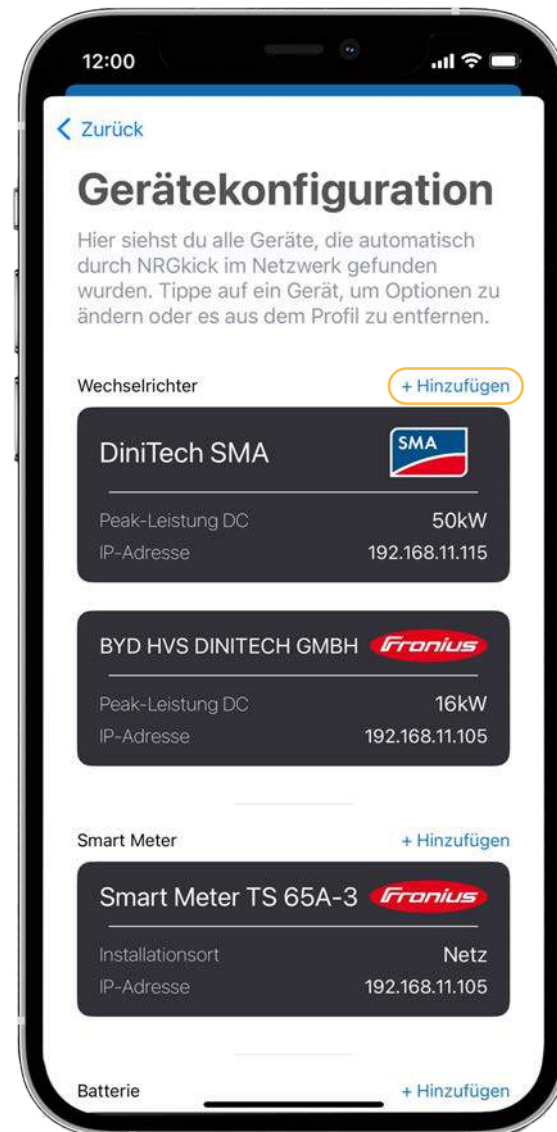 12:00
Zurück
Gerätekonfiguration
Hier siehst du alle Geräte, die automatisch
durch NRGkick im Netzwerk gefunden
wurden. Tippe auf ein Gerät, um Optionen zu
ändern oder es aus dem Profil zu entfernen.
Wechselrichter + Hinzufügen
DiniTech SMA SMA
Peak-Leistung DC 50kW
IP-Adresse 192.168.11.115
BYD HVS DINITECH GMBH Fronius
Peak-Leistung DC 16kW
IP-Adresse 192.168.11.105
Smart Meter + Hinzufügen
Smart Meter TS 65A-3 Fronius
Installationsort Netz
IP-Adresse 192.168.11.105
Batterie + Hinzufügen